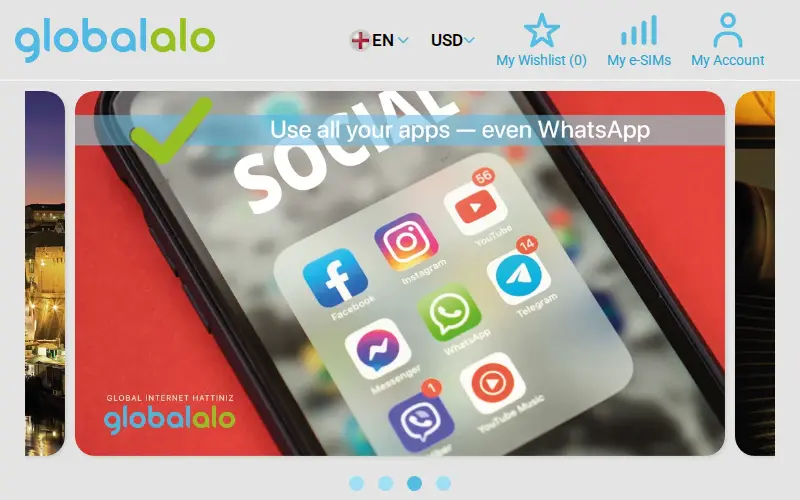 globalalo
EN
USD
My Wishlist (0)
My e-SIMs
My Account
Use all your apps — even WhatsApp
SOCIAL
56
YouTube
Instagram
14
Facebook
Telegram
WhatsApp
Messenger
1
YouTube Music
GLOBAL INTERNET HATTINIZ
globalalo